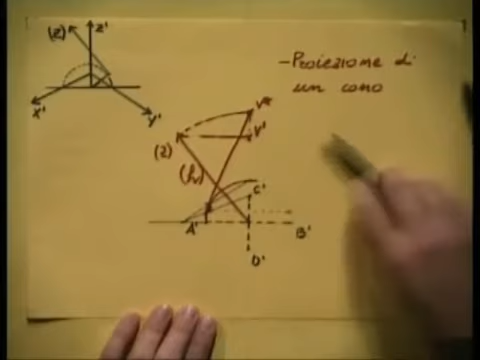 (z) z'
x' y'
- Proiezione di
un cono
V*
V'
(z)
(h)
C'
A' B'
D'